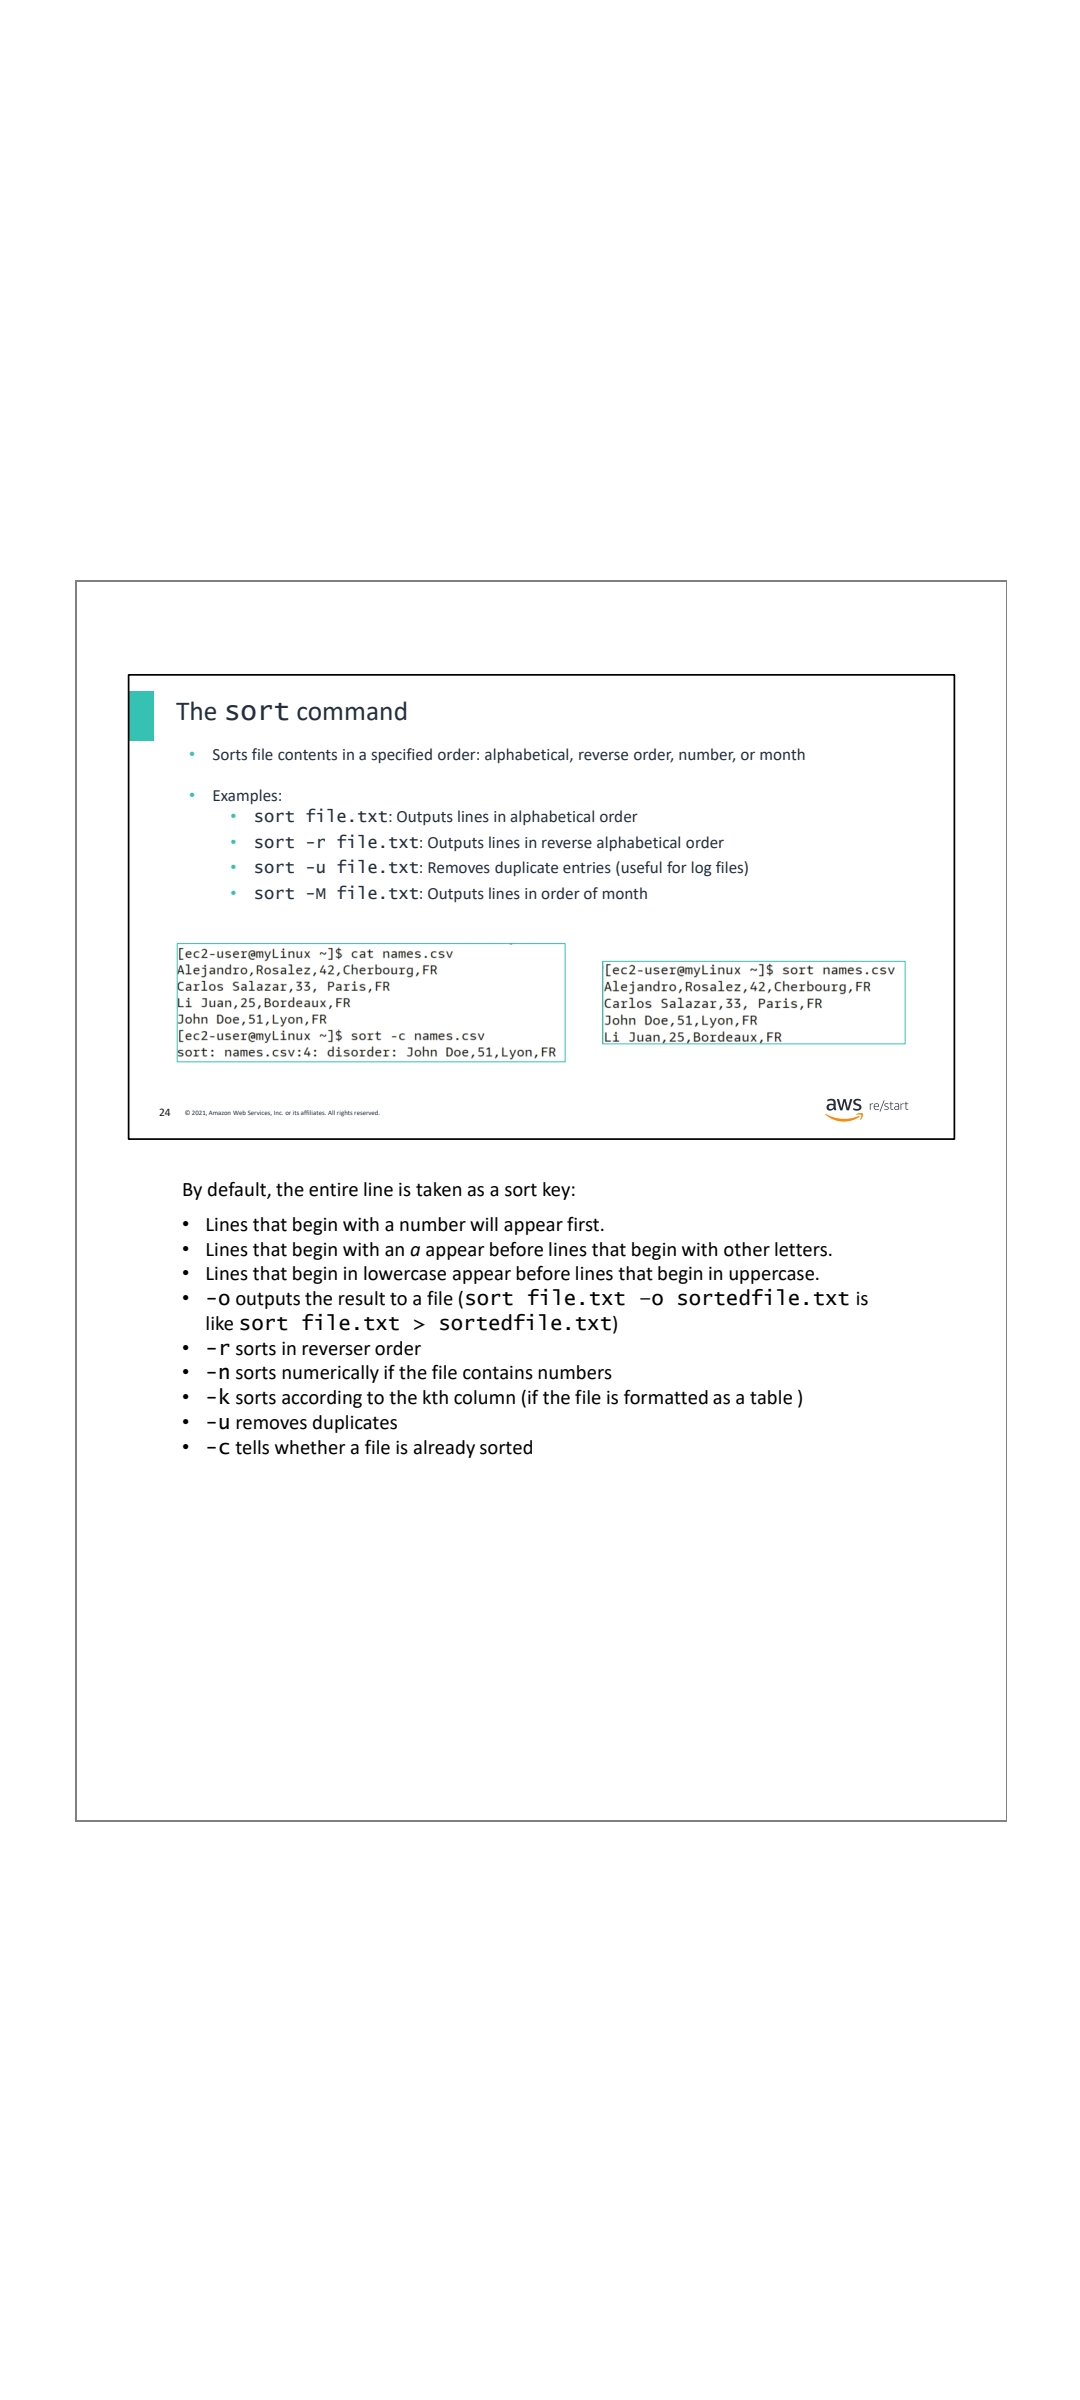 The sort command
• Sorts file contents in a specified order: alphabetical, reverse order, number, or month
• Examples:
• sort file.txt: Outputs lines in alphabetical order
• sort -r file.txt: Outputs lines in reverse alphabetical order
• sort -u file.txt: Removes duplicate entries (useful for log files)
• sort -M file.txt: Outputs lines in order of month
[ec2-user@myLinux ~]$ cat names.csv
Alejandro,Rosalez,42,Cherbourg,FR
Carlos Salazar,33, Paris,FR
Li Juan,25,Bordeaux,FR
John Doe,51,Lyon,FR
[ec2-user@myLinux ~]$ sort -c names.csv
sort: names.csv:4: disorder: John Doe,51,Lyon,FR
[ec2-user@myLinux ~]$ sort names.csv
Alejandro,Rosalez,42,Cherbourg,FR
Carlos Salazar,33, Paris,FR
John Doe,51,Lyon,FR
Li Juan,25,Bordeaux,FR
24 © 2021, Amazon Web Services, Inc. or its affiliates. All rights reserved.
aws re/start
By default, the entire line is taken as a sort key:
• Lines that begin with a number will appear first.
• Lines that begin with an a appear before lines that begin with other letters.
• Lines that begin in lowercase appear before lines that begin in uppercase.
• -o outputs the result to a file (sort file.txt –o sortedfile.txt is
like sort file.txt > sortedfile.txt)
• -r sorts in reverser order
• -n sorts numerically if the file contains numbers
• -k sorts according to the kth column (if the file is formatted as a table )
• -u removes duplicates
• -c tells whether a file is already sorted